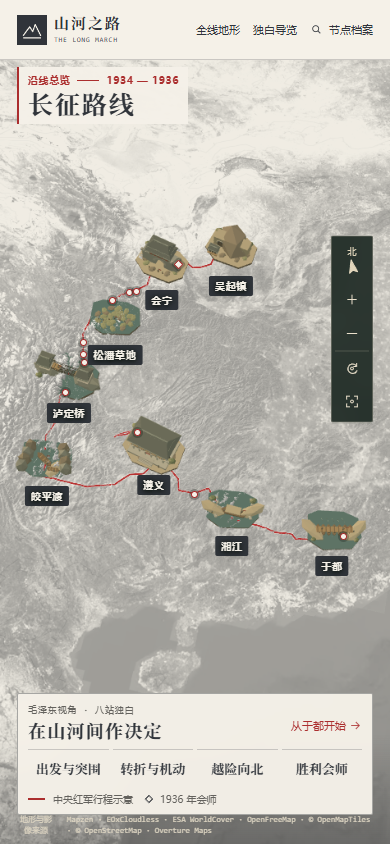 山河之路
THE LONG MARCH
全线地形 独白导览 节点档案
沿线总览 —— 1934 — 1936
长征路线
北
吴起镇
会宁
松潘草地
泸定桥
遵义
皎平渡
湘江
于都
毛泽东视角 · 八站独白
在山河间作决定
从于都开始 →
出发与突围 转折与机动 越险向北 胜利会师
中央红军行程示意 1936 年会师
地形与影像来源 · Mapzen · EOxCloudless · ESA WorldCover · OpenFreeMap · © OpenMapTiles
· © OpenStreetMap · Overture Maps